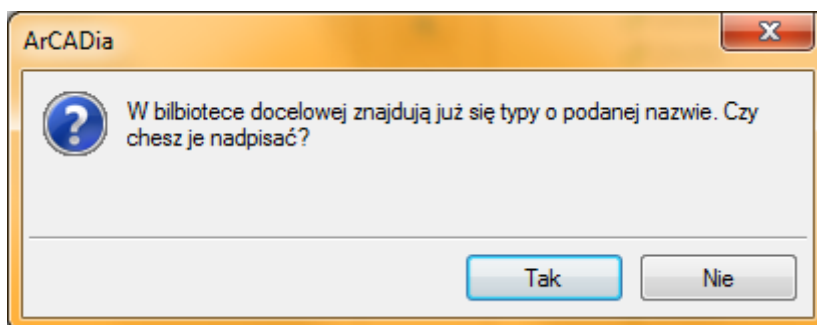 ArCADia
W bilbiotece docelowej znajdują już się typy o podanej nazwie. Czy
chesz je nadpisać?
Tak
Nie